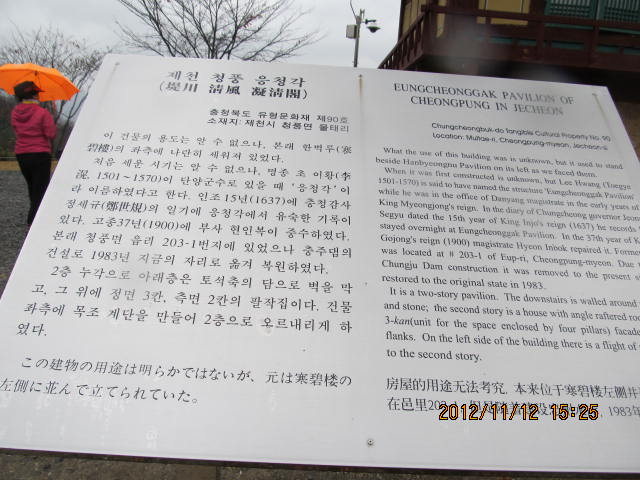 제천 청풍 응청각
(堤川 清風 凝清閣)
충청북도 유형문화재 제90호
소재지: 제천시 청풍면 물태리
이 건물의 용도는 알 수 없으나, 본래 한벽루(寒
碧樓)의 좌측에 나란히 세워져 있었다.
처음 세운 시기는 알 수 없으나, 명종 초 이황(李
滉, 1501~1570)이 단양군수로 있을 때 '응청각'이
라 이름하였다고 한다. 인조15년(1637)에 충청감사
정세규(鄭世規)의 일기에 응청각에서 유숙한 기록이
있다. 고종37년(1900)에 부사 현인복이 중수하였다.
본래 청풍면 읍리 203-1번지에 있었으나 충주댐의
건설로 1983년 지금의 자리로 옮겨 복원하였다.
2층 누각으로 아래층은 토석축의 담으로 벽을 막
고, 그 위에 정면 3칸, 측면 2칸의 팔작집이다. 건물
좌측에 목조 계단을 만들어 2층으로 오르내리게 하
였다.
この建物の用途は明らかではないが、元は寒碧楼の
左側に並んで立てられていた。
EUNGCHEONGGAK PAVILION OF
CHEONGPUNG IN JECHEON
Chungcheongbuk-do Tangible Cultural Property No. 90
Location: Multae-ri, Cheongpung-myeon, Jecheon-si
What the use of this building was is unknown, but it used to stand
beside Hanbyeongnu Pavilion on its left as we faced them.
When it was first constructed is unknown, but Lee Hwang (Toegye
1501-1570) is said to have named the structure 'Eungcheonggak Pavilion'
while he was in the office of Danyang magistrate in the early years of
King Myeongjong's reign. In the diary of Chungcheong governor Jeong
Segyu dated the 15th year of King Injo's reign (1637) he records
stayed overnight at Eungcheonggak Pavilion. In the 37th year of K
Gojong's reign (1900) magistrate Hyeon Inbok repaired it. Former
was located at # 203-1 of Eup-ri, Cheongpung-myeon. Due
Chungju Dam construction it was removed to the present s
restored to the original state in 1983.
It is a two-story pavilion. The downstairs is walled around
and stone; the second story is a house with angle raftered roo
3-kan(unit for the space enclosed by four pillars) facade
flanks. On the left side of the building there is a flight of
to the second story.
房屋的用途无法考究, 本来位于寒碧楼左侧并
在邑里203-1 1983年
2012/11/12 15:25